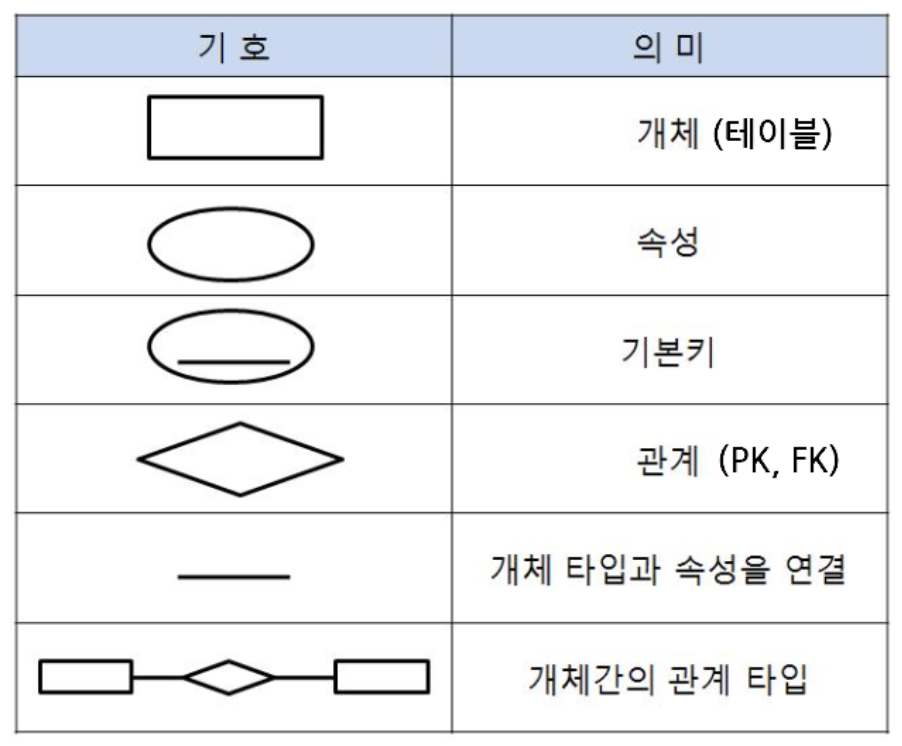 기 호
의 미
개체 (테이블)
속성
기본키
관계 (PK, FK)
개체 타입과 속성을 연결
개체간의 관계 타입